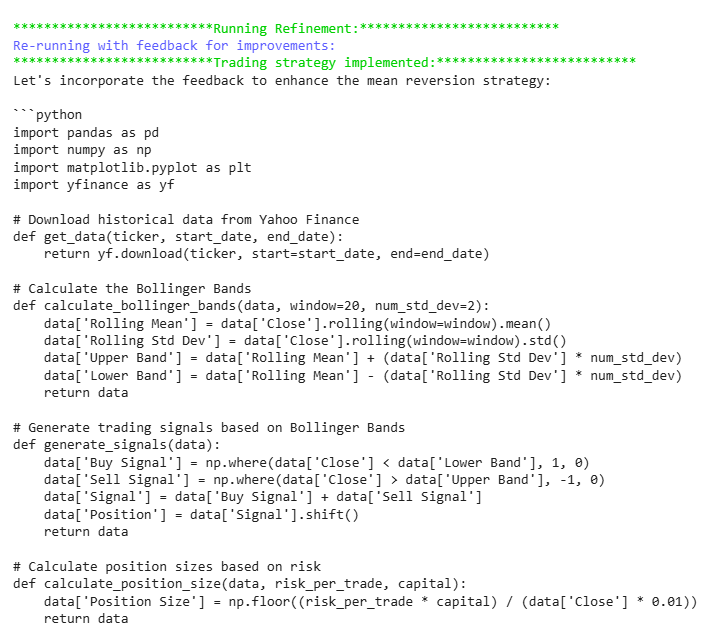 **************************Running Refinement:**************************
Re-running with feedback for improvements:
**************************Trading strategy implemented:**************************
Let's incorporate the feedback to enhance the mean reversion strategy:

```python
import pandas as pd
import numpy as np
import matplotlib.pyplot as plt
import yfinance as yf

# Download historical data from Yahoo Finance
def get_data(ticker, start_date, end_date):
    return yf.download(ticker, start=start_date, end=end_date)

# Calculate the Bollinger Bands
def calculate_bollinger_bands(data, window=20, num_std_dev=2):
    data['Rolling Mean'] = data['Close'].rolling(window=window).mean()
    data['Rolling Std Dev'] = data['Close'].rolling(window=window).std()
    data['Upper Band'] = data['Rolling Mean'] + (data['Rolling Std Dev'] * num_std_dev)
    data['Lower Band'] = data['Rolling Mean'] - (data['Rolling Std Dev'] * num_std_dev)
    return data

# Generate trading signals based on Bollinger Bands
def generate_signals(data):
    data['Buy Signal'] = np.where(data['Close'] < data['Lower Band'], 1, 0)
    data['Sell Signal'] = np.where(data['Close'] > data['Upper Band'], -1, 0)
    data['Signal'] = data['Buy Signal'] + data['Sell Signal']
    data['Position'] = data['Signal'].shift()
    return data

# Calculate position sizes based on risk
def calculate_position_size(data, risk_per_trade, capital):
    data['Position Size'] = np.floor((risk_per_trade * capital) / (data['Close'] * 0.01))
    return data